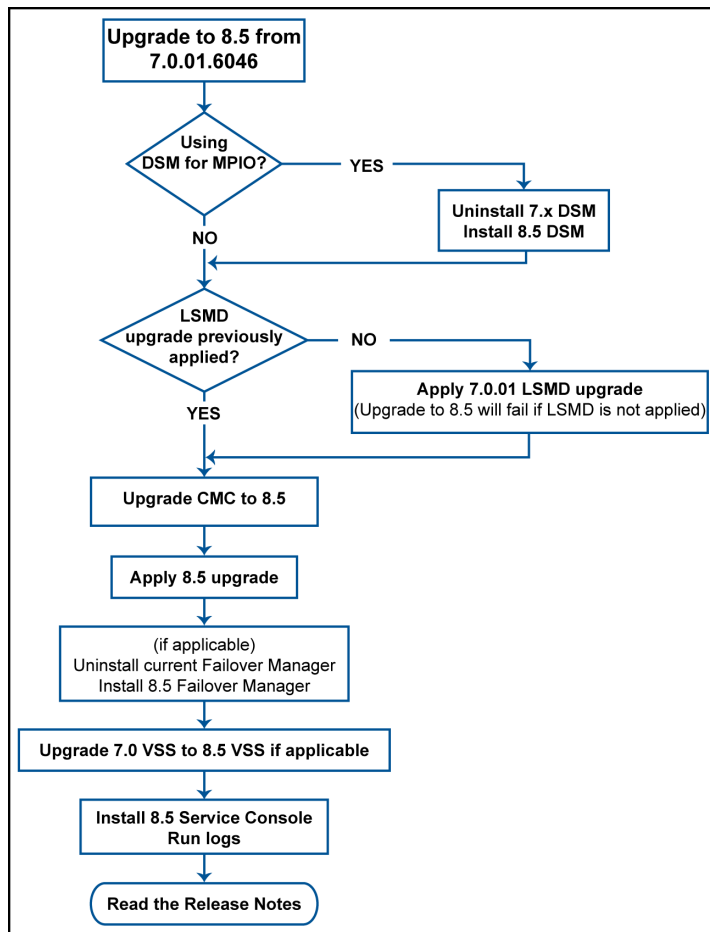 Upgrade to 8.5 from
7.0.01.6046
Using
DSM for MPIO?
YES
Uninstall 7.x DSM
Install 8.5 DSM
NO
LSMD
upgrade previously
applied?
NO
Apply 7.0.01 LSMD upgrade
(Upgrade to 8.5 will fail if LSMD is not applied)
YES
Upgrade CMC to 8.5
Apply 8.5 upgrade
(if applicable)
Uninstall current Failover Manager
Install 8.5 Failover Manager
Upgrade 7.0 VSS to 8.5 VSS if applicable
Install 8.5 Service Console
Run logs
Read the Release Notes